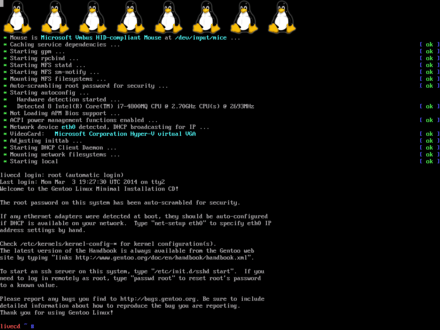 * Mouse is Microsoft Vmbus HID-compliant Mouse at /dev/input/mice ...
* Caching service dependencies ... [ ok ]
* Starting gpm ... [ ok ]
* Starting rpcbind ... [ ok ]
* Starting NFS statd ... [ ok ]
* Starting NFS sm-notify ... [ ok ]
* Mounting NFS filesystems ... [ ok ]
* Auto-scrambling root password for security ... [ ok ]
* Starting autoconfig ...
* Hardware detection started ...
* Detected 8 Intel(R) Core(TM) i7-4800MQ CPU @ 2.70GHz CPU(s) @ 2693MHz
* Not Loading APM Bios support ...
* ACPI power management functions enabled ... [ ok ]
* Network device eth0 detected, DHCP broadcasting for IP ... [ ok ]
* VideoCard: Microsoft Corporation Hyper-V virtual VGA [ ok ]
* Adjusting inittab ... [ ok ]
* Starting DHCP Client Daemon ... [ ok ]
* Mounting network filesystems ... [ ok ]
* Starting local [ ok ]
livecd login: root (automatic login)
Last login: Mon Mar 3 19:27:30 UTC 2014 on tty2
Welcome to the Gentoo Linux Minimal Installation CD!
The root password on this system has been auto-scrambled for security.
If any ethernet adapters were detected at boot, they should be auto-configured
if DHCP is available on your network. Type "net-setup eth0" to specify eth0 IP
address settings by hand.
Check /etc/kernels/kernel-config-* for kernel configuration(s).
The latest version of the Handbook is always available from the Gentoo web
site by typing "links http://www.gentoo.org/doc/en/handbook/handbook.xml".
To start an ssh server on this system, type "/etc/init.d/sshd start". If you
need to log in remotely as root, type "passwd root" to reset root's password
to a known value.
Please report any bugs you find to http://bugs.gentoo.org. Be sure to include
detailed information about how to reproduce the bug you are reporting.
Thank you for using Gentoo Linux!
livecd ~ #